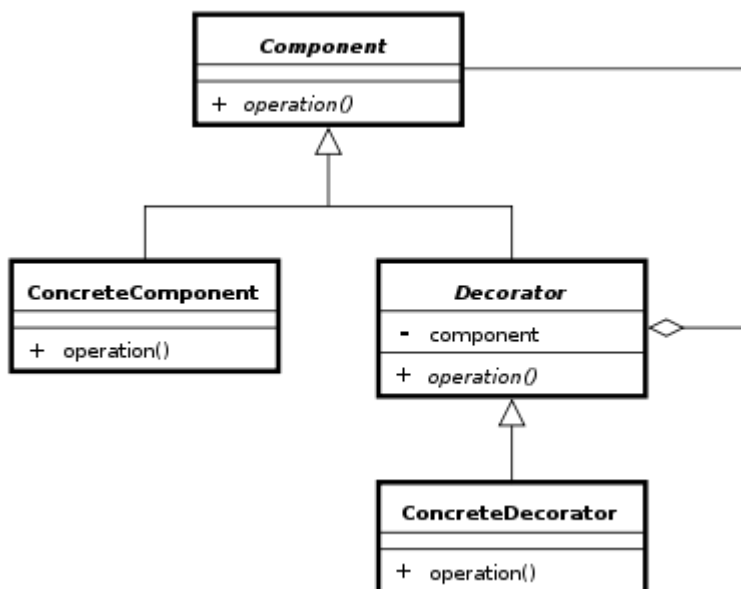 Component
+ operation()
ConcreteComponent
+ operation()
Decorator
- component
+ operation()
ConcreteDecorator
+ operation()